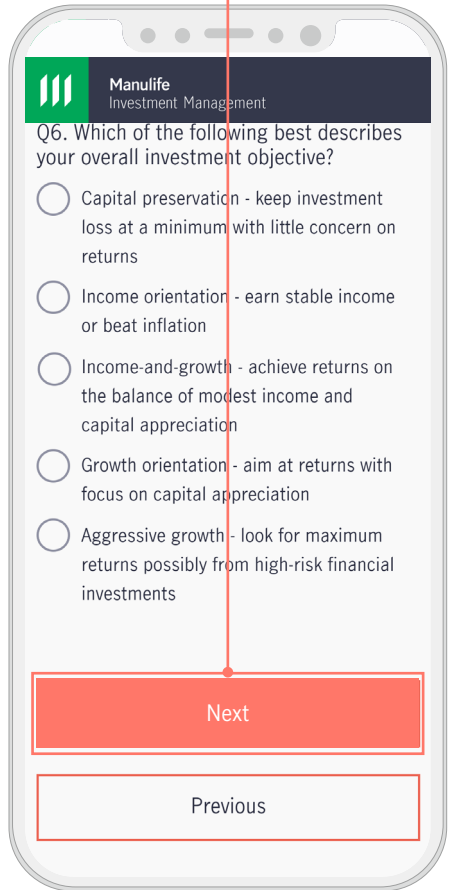 Manulife
Investment Management
Q6. Which of the following best describes
your overall investment objective?
Capital preservation - keep investment
loss at a minimum with little concern on
returns
Income orientation - earn stable income
or beat inflation
Income-and-growth - achieve returns on
the balance of modest income and
capital appreciation
Growth orientation - aim at returns with
focus on capital appreciation
Aggressive growth - look for maximum
returns possibly from high-risk financial
investments
Next
Previous